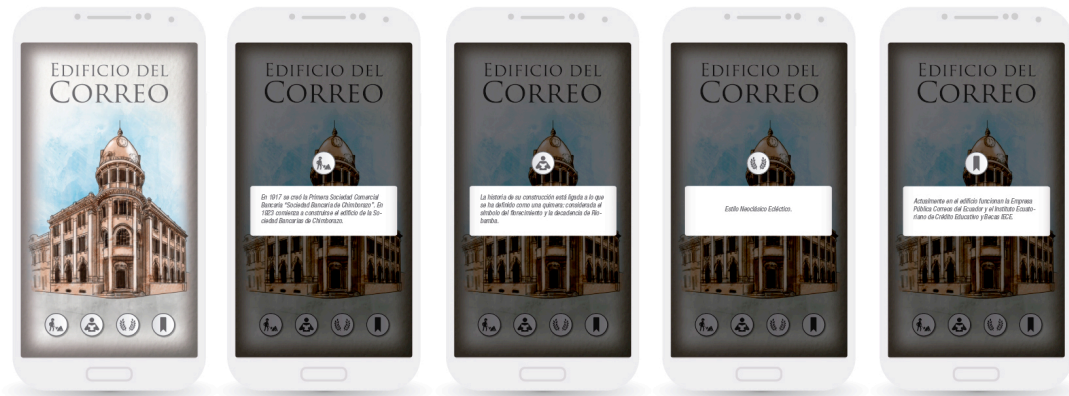 EDIFICIO DEL
CORREO
EDIFICIO DEL
CORREO
En 1917 se creó la Primera Sociedad Comercial
Bancaria "Sociedad Bancaria de Chimborazo". En
1923 comienza a construirse el edificio de la So-
ciedad Bancarias de Chimborazo.
EDIFICIO DEL
CORREO
La historia de su construcción está ligada a lo que
se ha definido como una quimera; considerada el
símbolo del florecimiento y la decadencia de Rio-
bamba.
EDIFICIO DEL
CORREO
Estilo Neoclásico Ecléctico.
EDIFICIO DEL
CORREO
Actualmente en el edificio funcionan la Empresa
Pública Correos del Ecuador y el Instituto Ecuato-
riano de Crédito Educativo y Becas IECE.